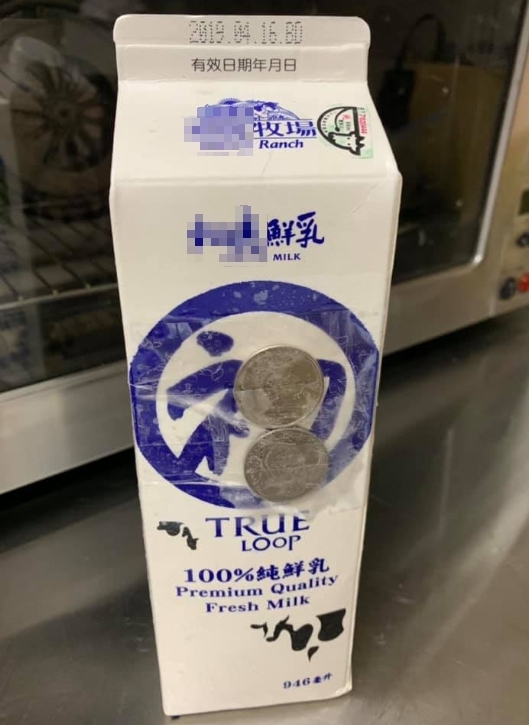 2019.04.16.BD
有效日期年月日
牧場
Ranch
鮮乳
MILK
初
TRUE
LOOP
100%純鮮乳
Premium Quality
Fresh Milk
946毫升